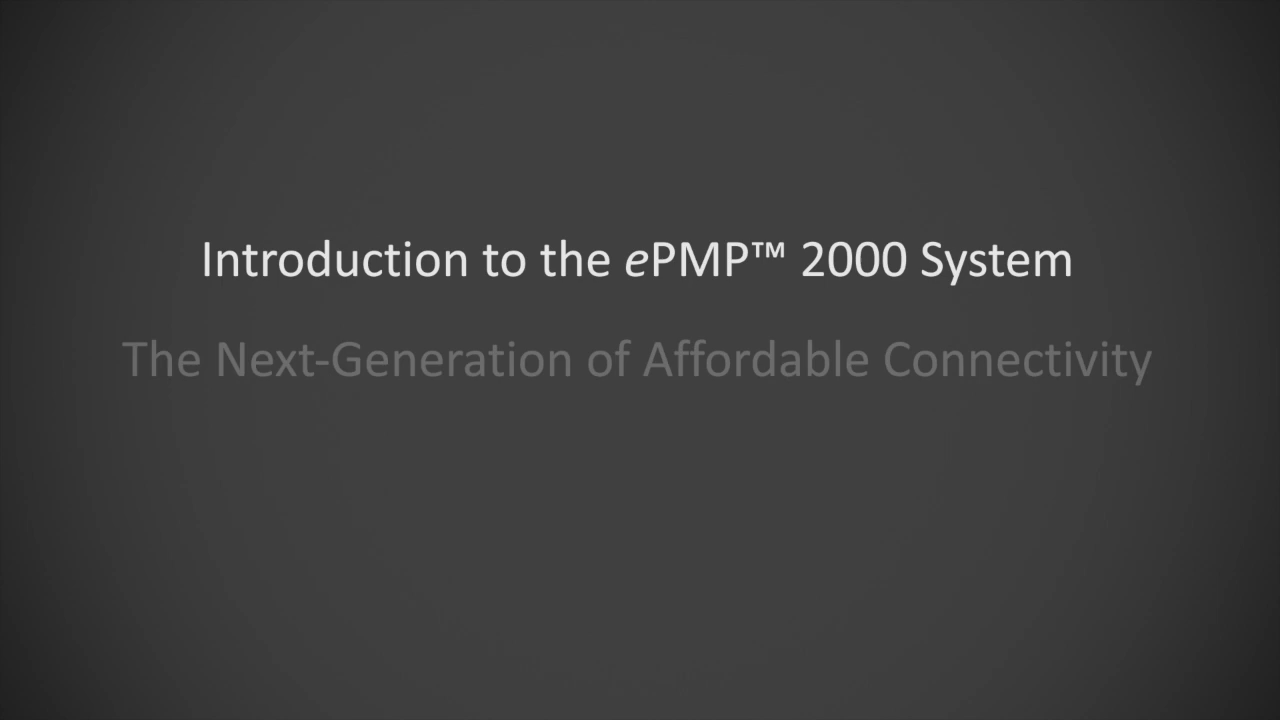 Introduction to the ePMP™ 2000 System
The Next-Generation of Affordable Connectivity